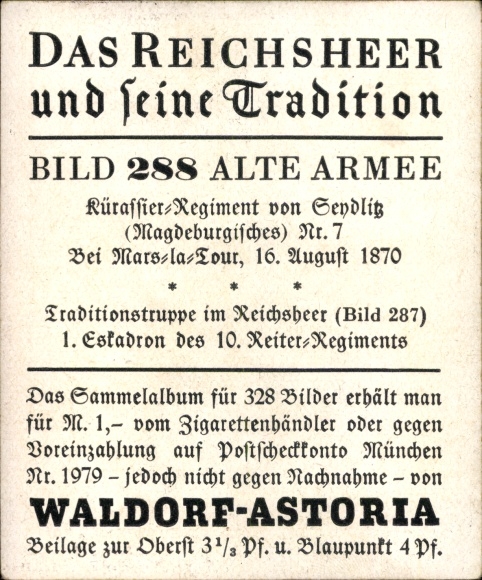 DAS REICHSHEER
und seine Tradition
BILD 288 ALTE ARMEE
Kürassier-Regiment von Seydlitz
(Magdeburgisches) Nr. 7
Bei Mars-la-Tour, 16. August 1870
* * *
Traditionstruppe im Reichsheer (Bild 287)
1. Eskadron des 10. Reiter-Regiments
Das Sammelalbum für 328 Bilder erhält man
für M. 1,– vom Zigarettenhändler oder gegen
Voreinzahlung auf Postscheckkonto München
Nr. 1979 – jedoch nicht gegen Nachnahme – von
WALDORF-ASTORIA
Beilage zur Oberst 3 1/3 Pf. u. Blaupunkt 4 Pf.